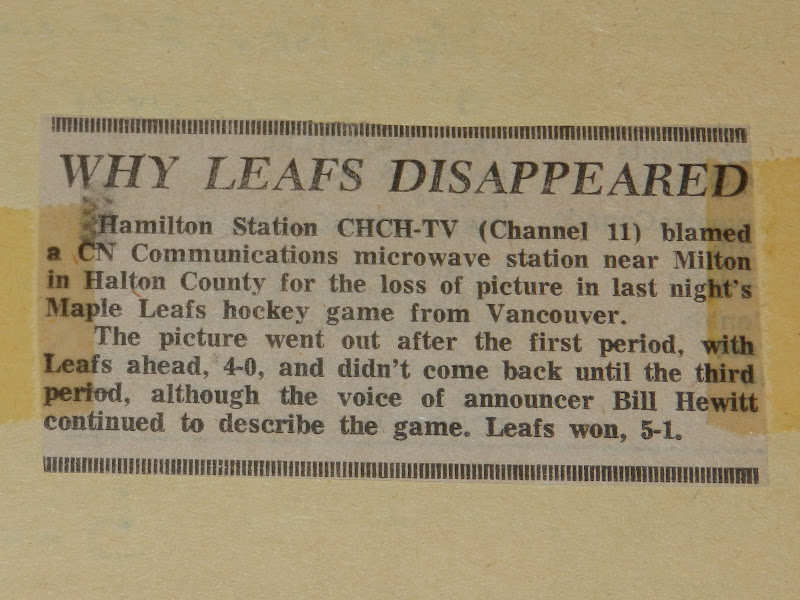 WHY LEAFS DISAPPEARED
Hamilton Station CHCH-TV (Channel 11) blamed
a CN Communications microwave station near Milton
in Halton County for the loss of picture in last night's
Maple Leafs hockey game from Vancouver.
The picture went out after the first period, with
Leafs ahead, 4-0, and didn't come back until the third
period, although the voice of announcer Bill Hewitt
continued to describe the game. Leafs won, 5-1.